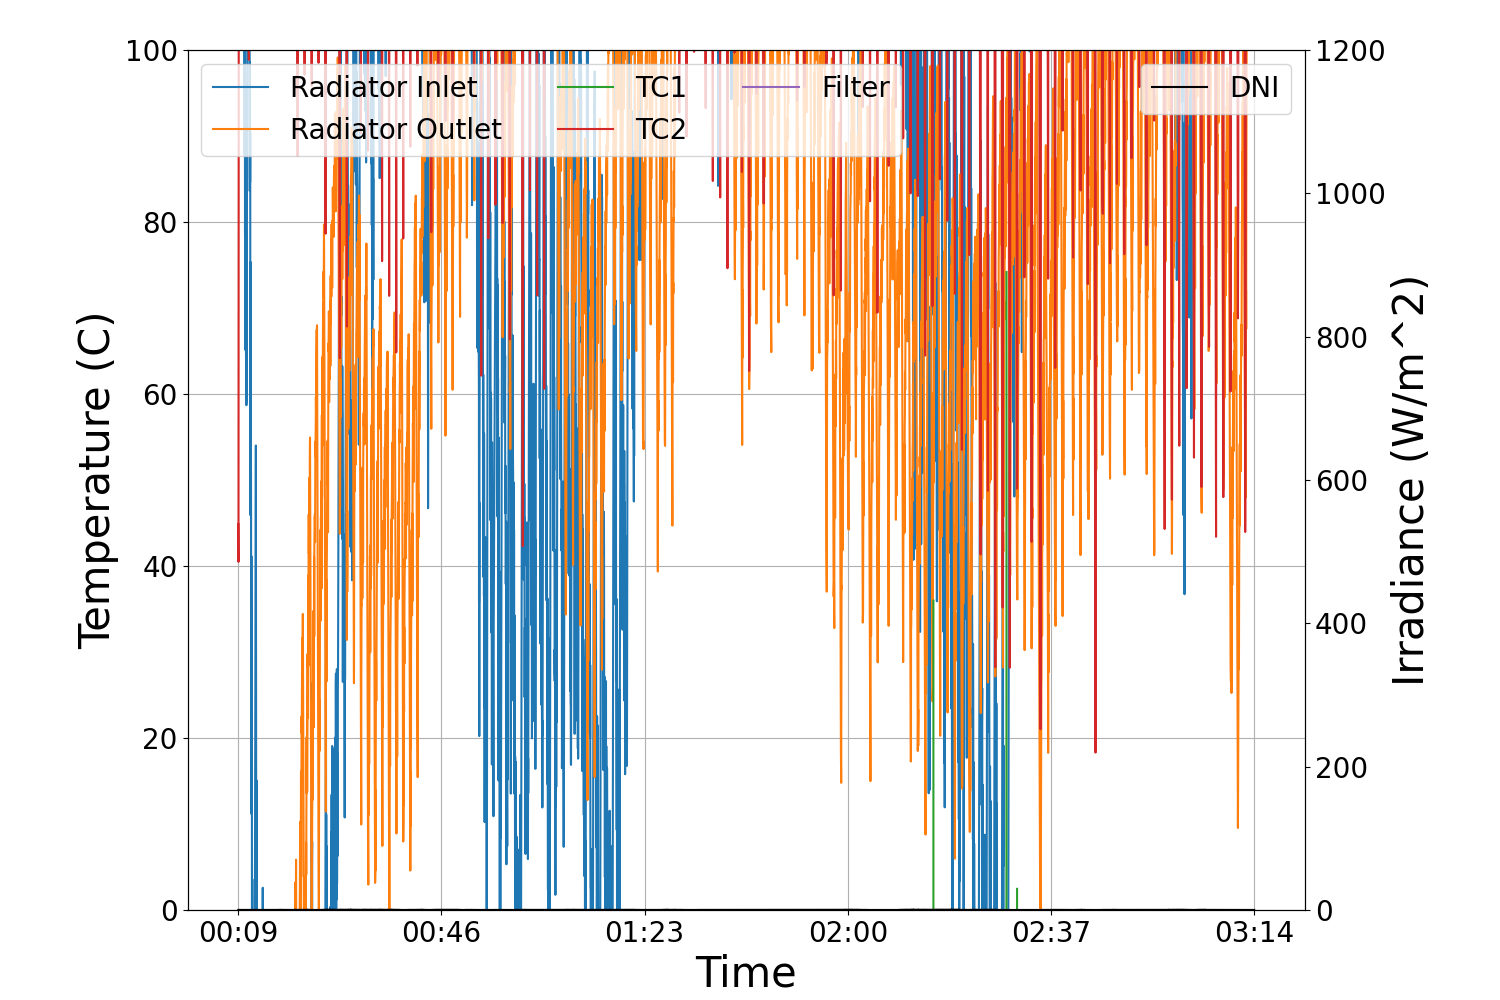 100
80
60
40
20
0
Temperature (C)
Radiator Inlet
Radiator Outlet
TC1
TC2
Filter
DNI
1200
1000
800
600
400
200
0
Irradiance (W/m^2)
00:09
00:46
01:23
02:00
02:37
03:14
Time